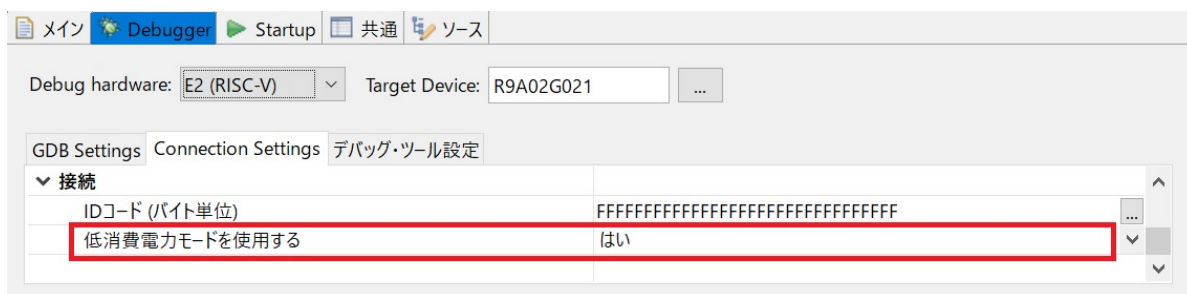 メイン Debugger Startup 共通 ソース
Debug hardware: E2 (RISC-V) Target Device: R9A02G021 ...
GDB Settings Connection Settings デバッグ・ツール設定
接続
IDコード (バイト単位) FFFFFFFFFFFFFFFFFFFFFFFFFFFFFFFF ...
低消費電力モードを使用する はい